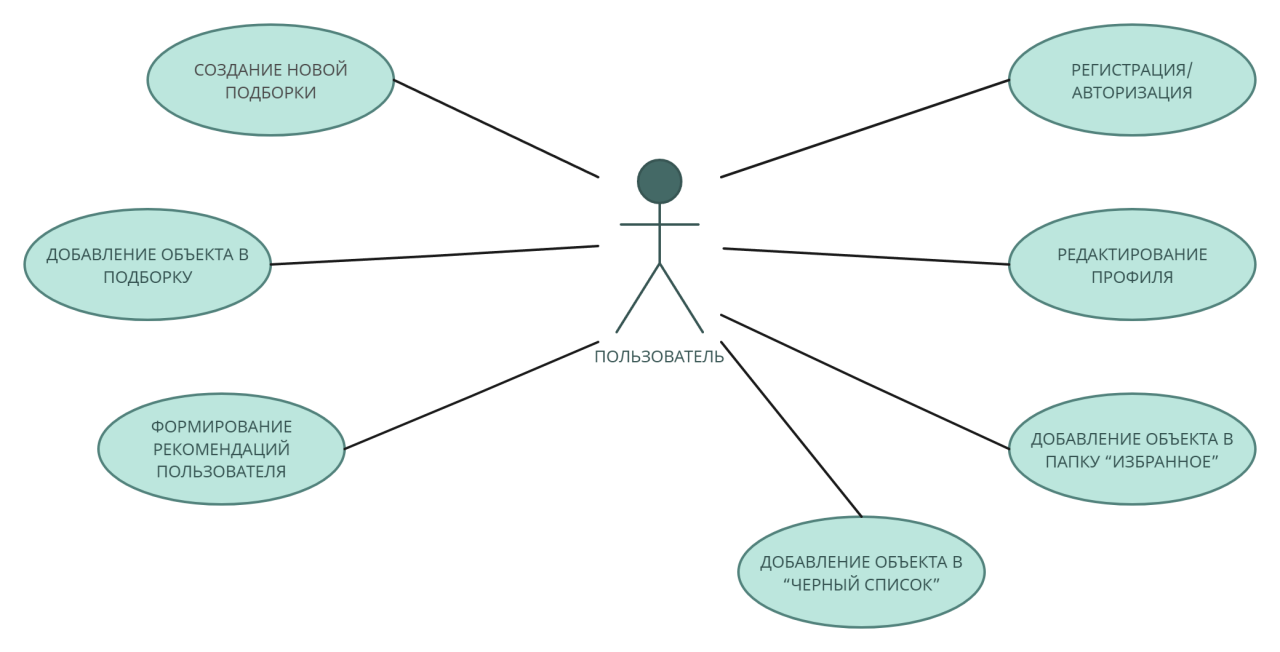 СОЗДАНИЕ НОВОЙ
ПОДБОРКИ
РЕГИСТРАЦИЯ/
АВТОРИЗАЦИЯ
ДОБАВЛЕНИЕ ОБЪЕКТА В
ПОДБОРКУ
РЕДАКТИРОВАНИЕ
ПРОФИЛЯ
ПОЛЬЗОВАТЕЛЬ
ФОРМИРОВАНИЕ
РЕКОМЕНДАЦИЙ
ПОЛЬЗОВАТЕЛЯ
ДОБАВЛЕНИЕ ОБЪЕКТА В
ПАПКУ “ИЗБРАННОЕ”
ДОБАВЛЕНИЕ ОБЪЕКТА В
“ЧЕРНЫЙ СПИСОК”